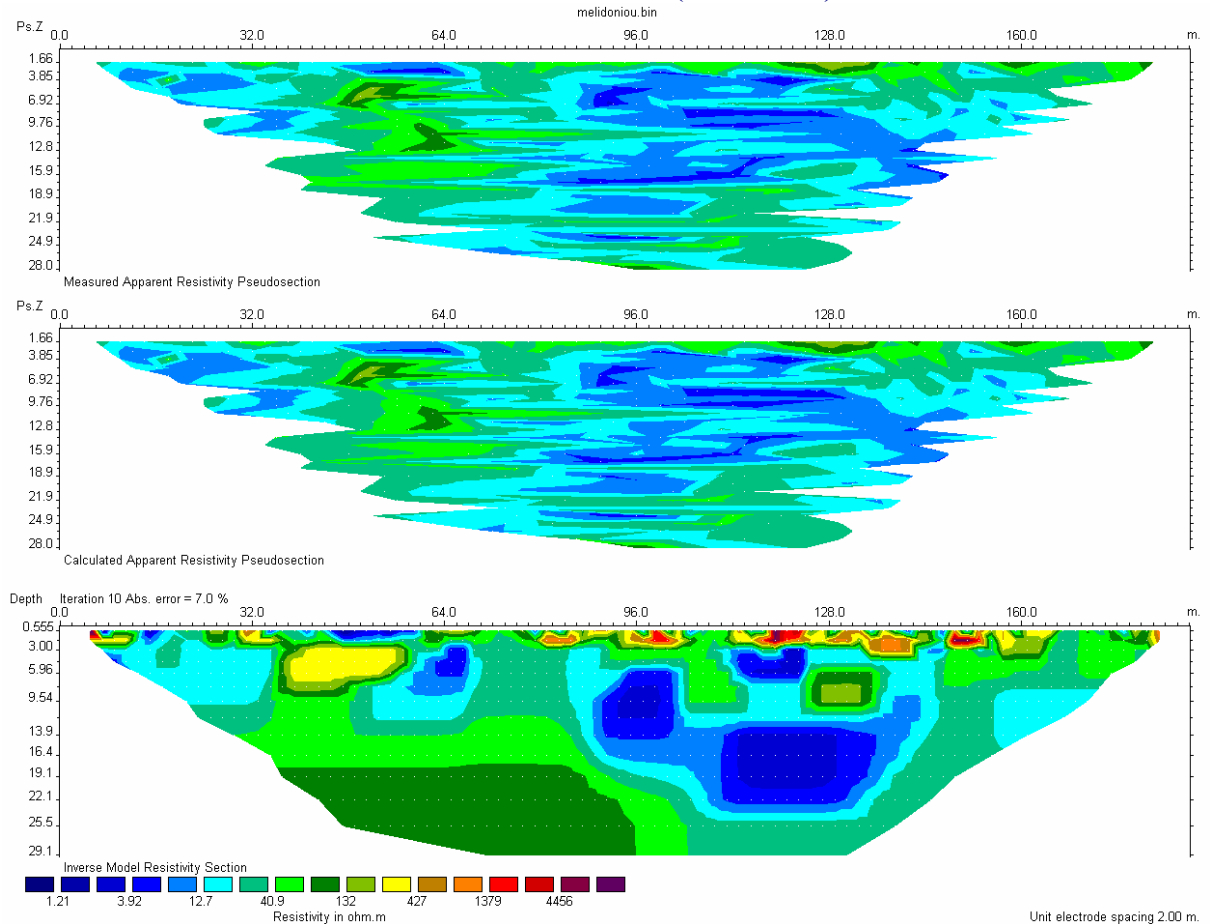 melidoniou.bin
Ps.Z 0.0 32.0 64.0 96.0 128.0 160.0 m.
1.66
3.85
6.92
9.76
12.8
15.9
18.9
21.9
24.9
28.0
Measured Apparent Resistivity Pseudosection
Ps.Z 0.0 32.0 64.0 96.0 128.0 160.0 m.
1.66
3.85
6.92
9.76
12.8
15.9
18.9
21.9
24.9
28.0
Calculated Apparent Resistivity Pseudosection
Depth Iteration 10 Abs. error = 7.0 %
0.0 32.0 64.0 96.0 128.0 160.0 m.
0.555
3.00
5.96
9.54
13.9
16.4
19.1
22.1
25.5
29.1
Inverse Model Resistivity Section
1.21 3.92 12.7 40.9 132 427 1379 4456
Resistivity in ohm.m
Unit electrode spacing 2.00 m.